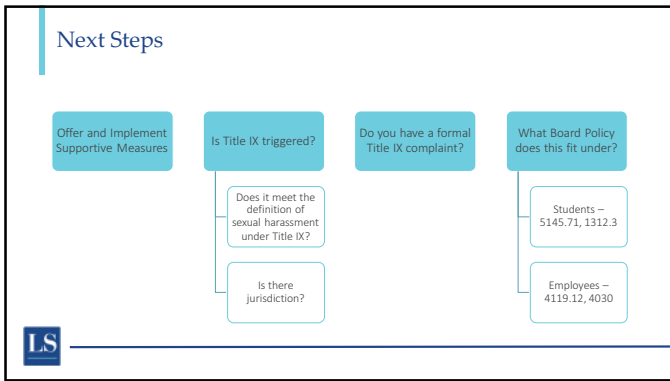 Next Steps
Offer and Implement
Supportive Measures
Is Title IX triggered?
Does it meet the
definition of
sexual harassment
under Title IX?
Is there
jurisdiction?
Do you have a formal
Title IX complaint?
What Board Policy
does this fit under?
Students –
5145.71, 1312.3
Employees –
4119.12, 4030
LS